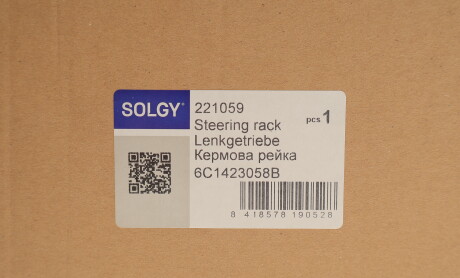 SOLGY
221059
Steering rack
pcs 1
Lenkgetriebe
Кермова рейка
6C1423058B
8 418578 190528